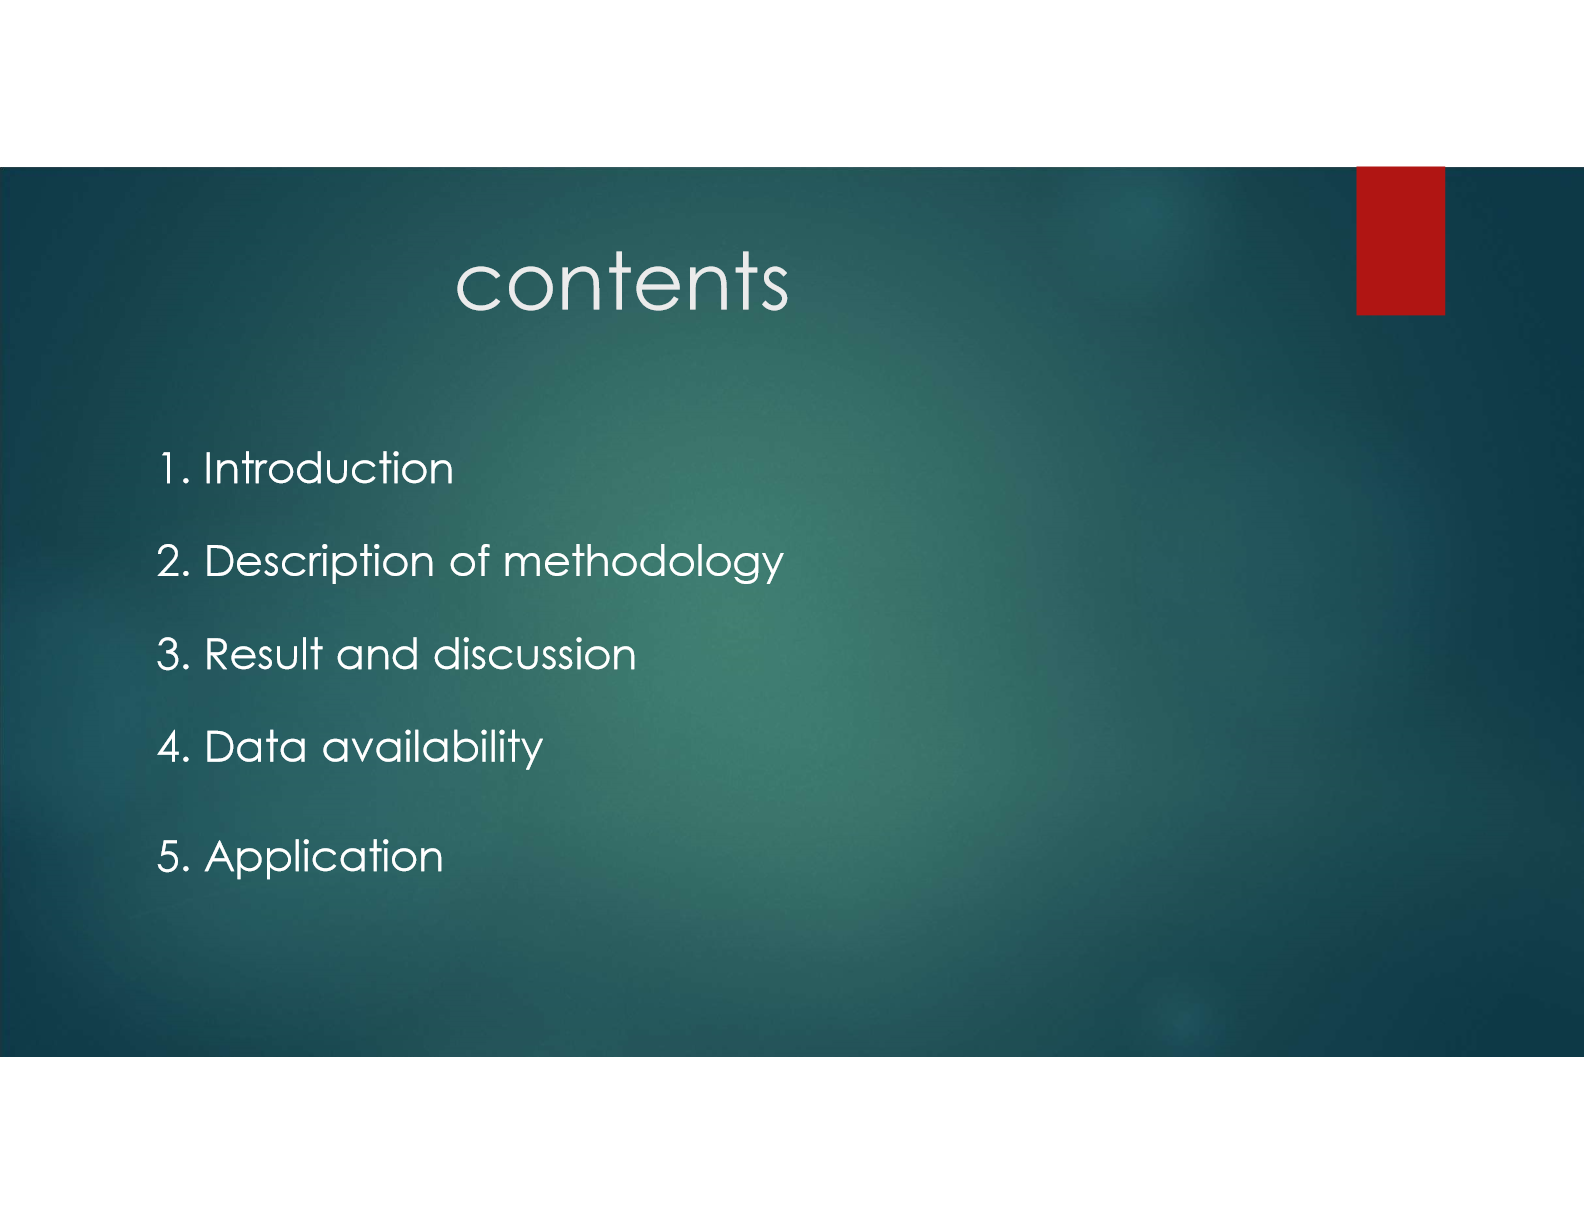 contents
1. Introduction
2. Description of methodology
3. Result and discussion
4. Data availability
5. Application